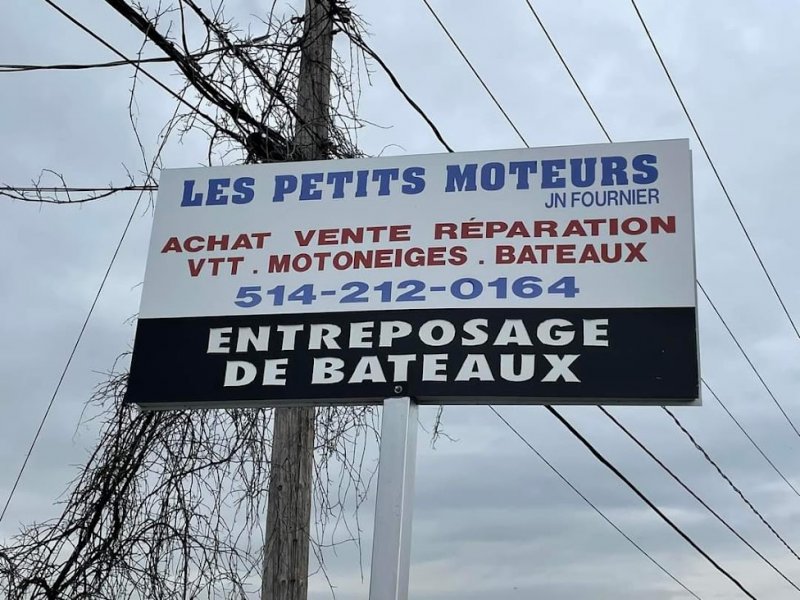 LES PETITS MOTEURS
JN FOURNIER
ACHAT VENTE RÉPARATION
VTT . MOTONEIGES . BATEAUX
514-212-0164
ENTREPOSAGE
DE BATEAUX